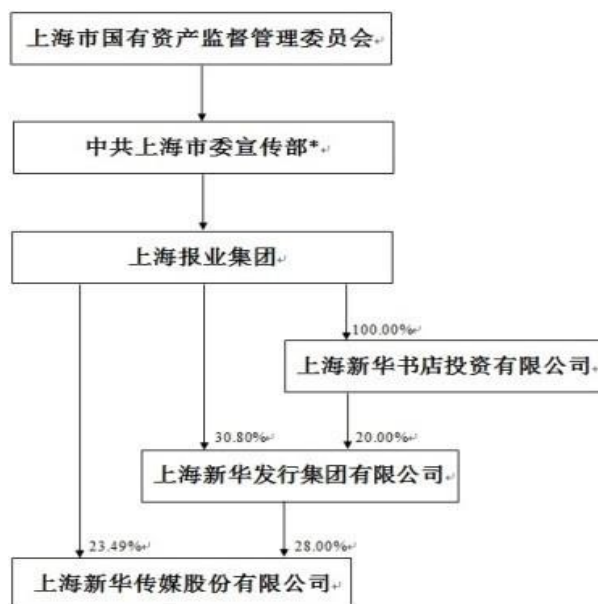 上海市国有资产监督管理委员会
中共上海市委宣传部*
上海报业集团
100.00%
上海新华书店投资有限公司
30.80%
20.00%
上海新华发行集团有限公司
23.49%
28.00%
上海新华传媒股份有限公司